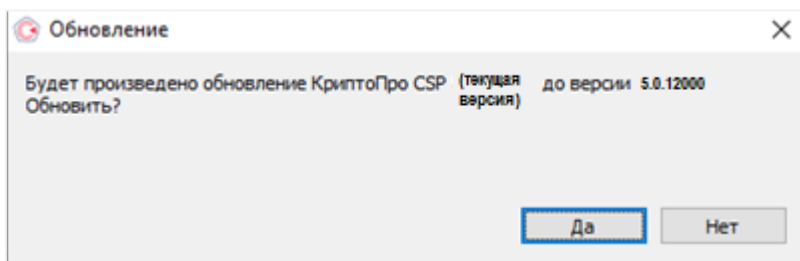 Обновление
Будет произведено обновление КриптоПро CSP (текущая версия) до версии 5.0.12000
Обновить?
Да Нет